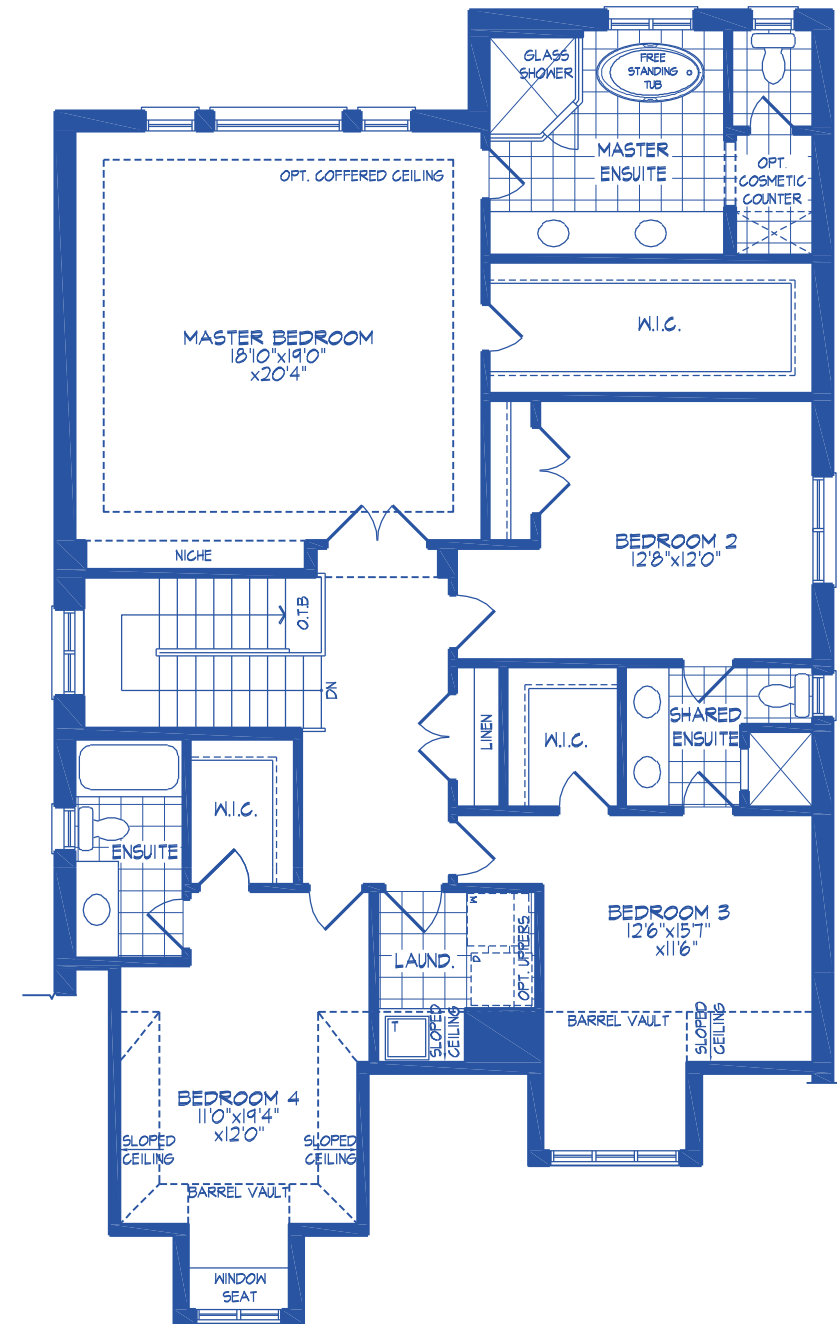 GLASS
SHOWER
FREE
STANDING
TUB
MASTER
ENSUITE
OPT.
COSMETIC
COUNTER
OPT. COFFERED CEILING
MASTER BEDROOM
18'10"x19'0"
x20'4"
W.I.C.
NICHE
BEDROOM 2
12'8"x12'0"
O.T.B
DN
LINEN
W.I.C.
SHARED
ENSUITE
W.I.C.
ENSUITE
BEDROOM 3
12'6"x15'7"
x11'6"
M
D
OPT. UPPERS
LAUND.
T
SLOPED
CEILING
BARREL VAULT
SLOPED
CEILING
BEDROOM 4
11'0"x19'4"
x12'0"
SLOPED
CEILING
SLOPED
CEILING
BARREL VAULT
WINDOW
SEAT